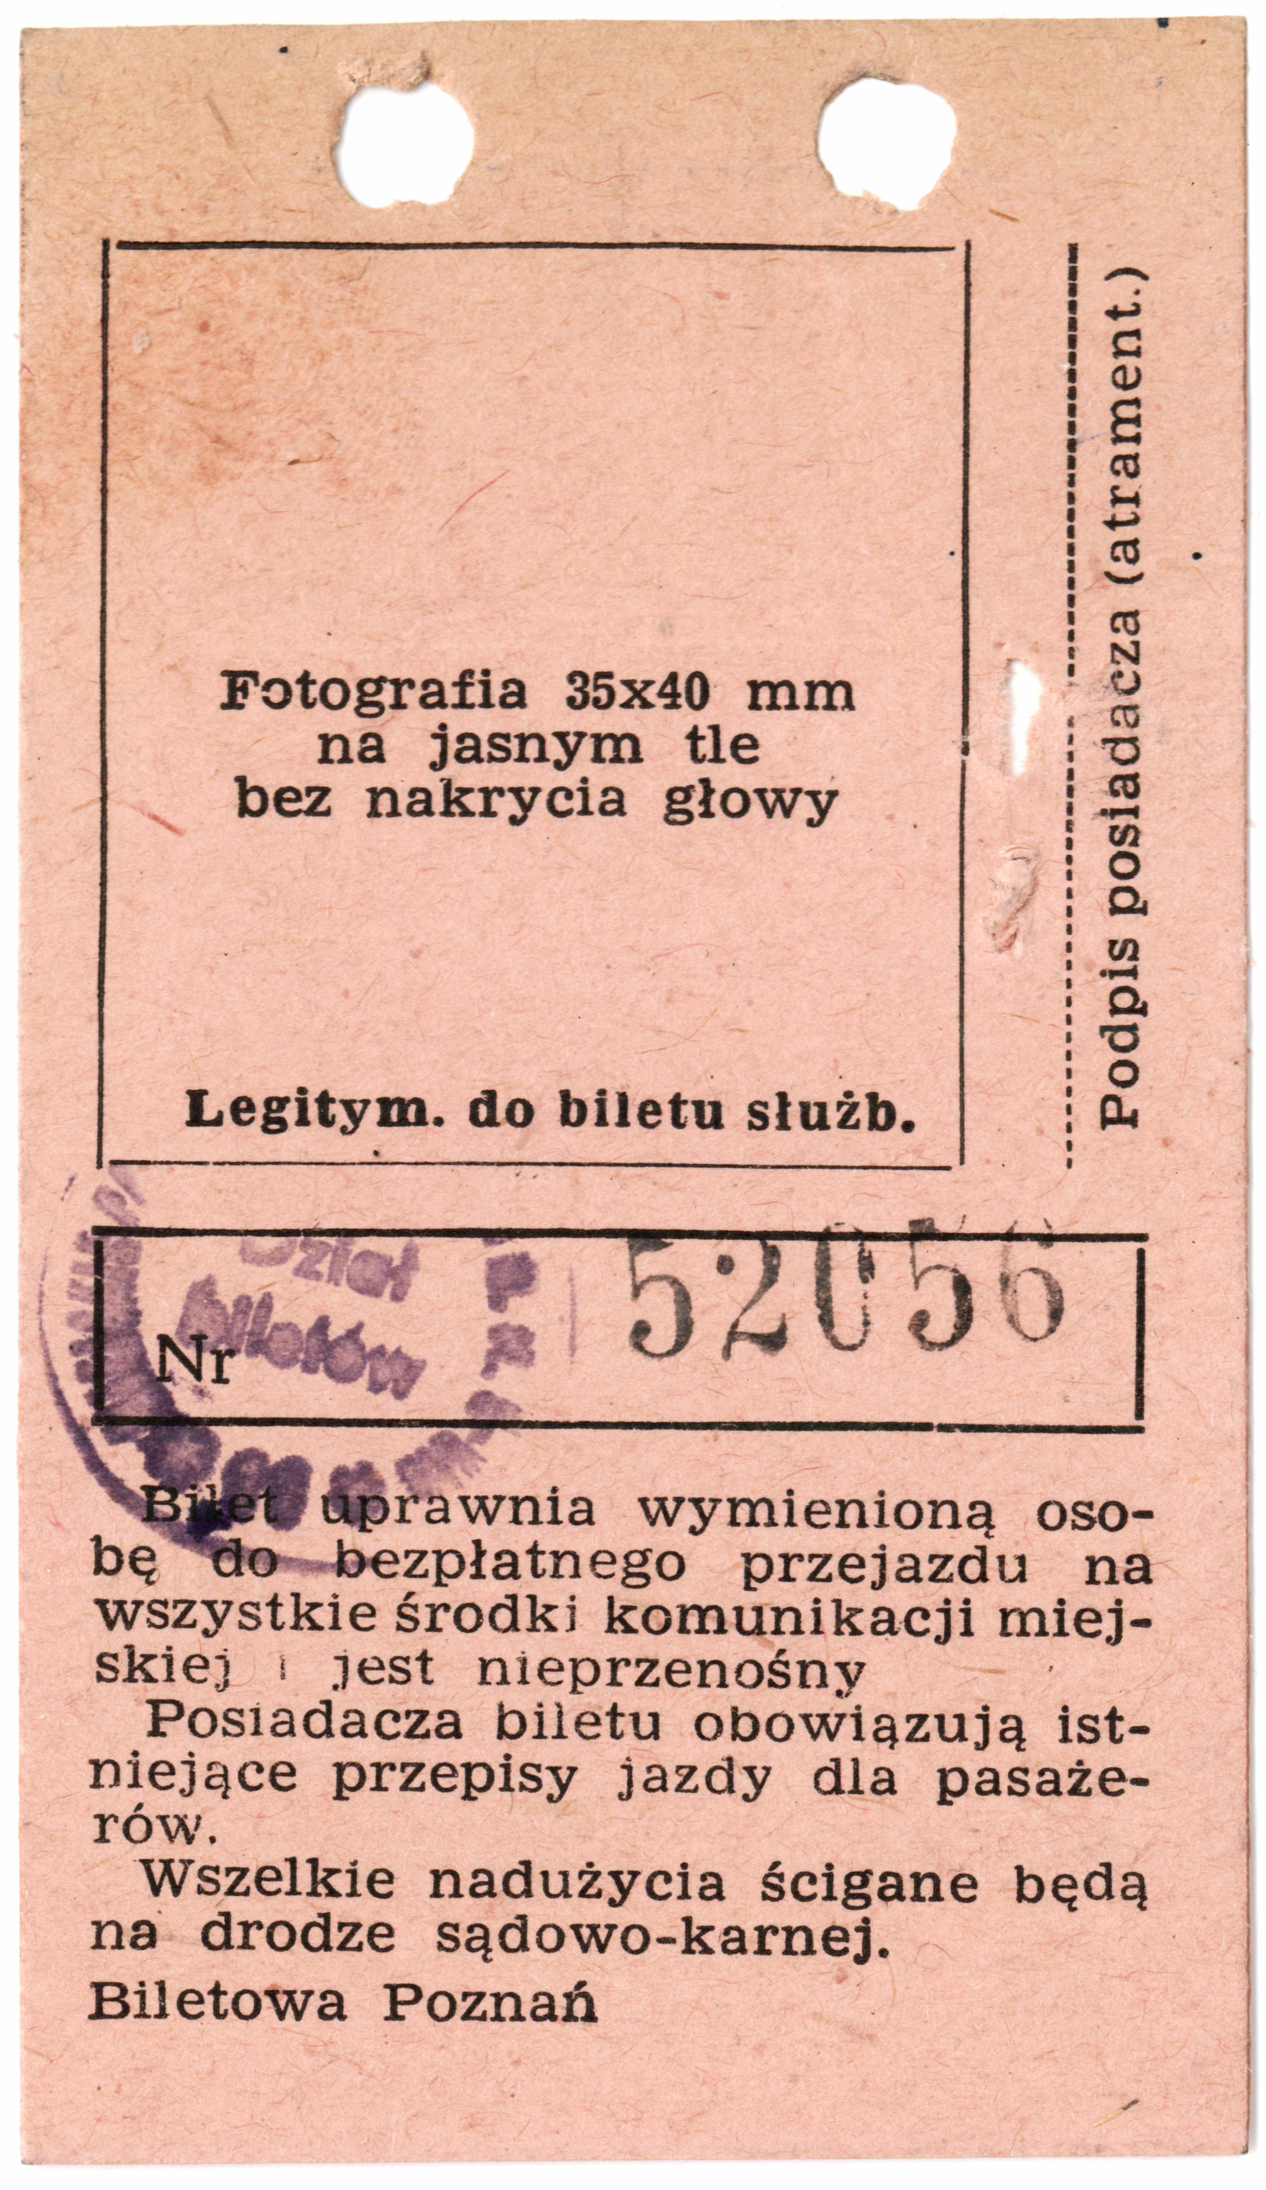 Fotografia 35x40 mm
na jasnym tle
bez nakrycia głowy
Legitym. do biletu służb.
Podpis posiadacza (atrament.)
Dział
biletów
Nr 52056
Bilet uprawnia wymienioną oso-
bę do bezpłatnego przejazdu na
wszystkie środki komunikacji miej-
skiej i jest nieprzenośny
Posiadacza biletu obowiązują ist-
niejące przepisy jazdy dla pasaże-
rów.
Wszelkie nadużycia ścigane będą
na drodze sądowo-karnej.
Biletowa Poznań